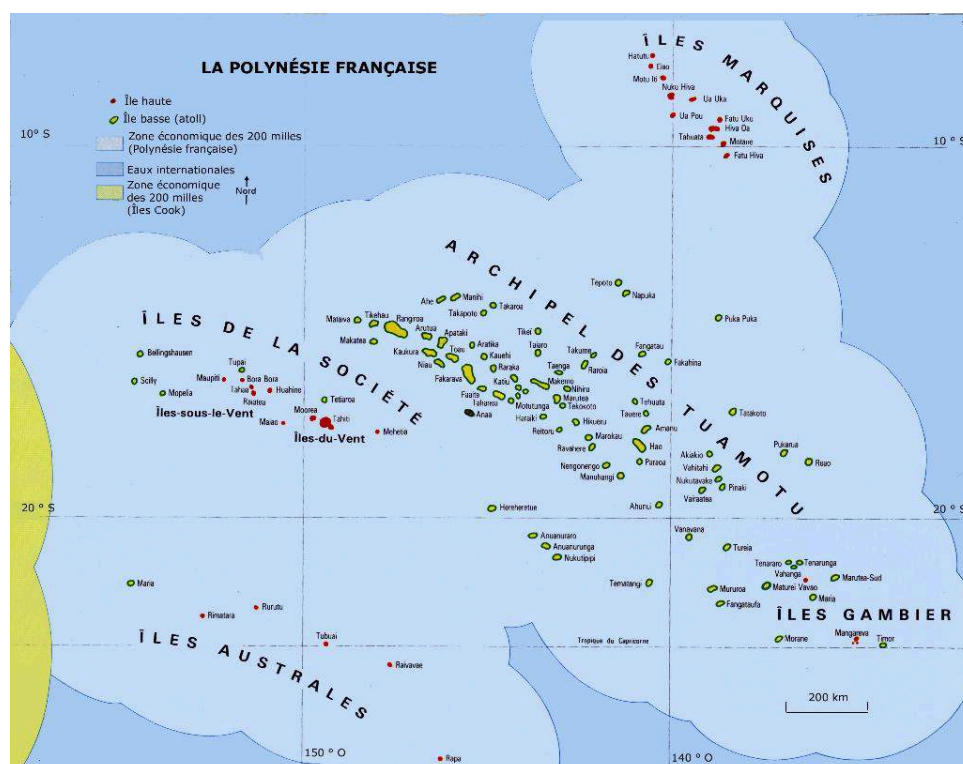 LA POLYNÉSIE FRANÇAISE
Île haute
Île basse (atoll)
Zone économique des 200 milles
(Polynésie française)
Eaux internationales
Zone économique
des 200 milles
(Îles Cook)
Nord
ÎLES MARQUISES
Hatutu
Eiao
Motu Iti
Nuku Hiva
Ua Uka
Ua Pou
Fatu Uku
Hiva Oa
Tahuata
Motane
Fatu Hiva
10° S
10° S
ARCHIPEL DES TUAMOTU
Tepoto
Napuka
Puka Puka
Ahe
Manihi
Takaroa
Takapoto
Mataiva
Tikehau
Rangiroa
Makatea
Arutua
Apataki
Kaukura
Toau
Niau
Aratika
Kauehi
Raraka
Fakarava
Katiu
Faaite
Tahanea
Anaa
Motutunga
Tikei
Taiaro
Takume
Raroia
Taenga
Makemo
Nihiru
Marutea
Tekokoto
Haraiki
Reitoru
Hikueru
Marokau
Ravahere
Nengonengo
Manuhangi
Fangatau
Fakahina
Tehuata
Tauere
Amanu
Hao
Paraoa
Tatakoto
Pukarua
Reao
Akiakio
Vahitahi
Nukutavake
Pinaki
Vairaatea
Ahunui
Vanavana
Tureia
Hereheretue
Anuanuraro
Anuanurunga
Nukutipipi
Tematangi
Tenararo
Tenarunga
Vahanga
Marutea-Sud
Mururoa
Maturei Vavao
Fangataufa
Maria
ÎLES GAMBIER
Morane
Mangareva
Timor
ÎLES DE LA SOCIÉTÉ
Bellingshausen
Scilly
Mopelia
Tupai
Maupiti
Bora Bora
Tahaa
Huahine
Raiatea
Îles-sous-le-Vent
Tetiaroa
Moorea
Tahiti
Maiao
Mehetia
Îles-du-Vent
20° S
20° S
Maria
Rimatara
Rurutu
Tubuai
Raivavae
Rapa
ÎLES AUSTRALES
Tropique du Capricorne
200 km
150 ° O
140 ° O